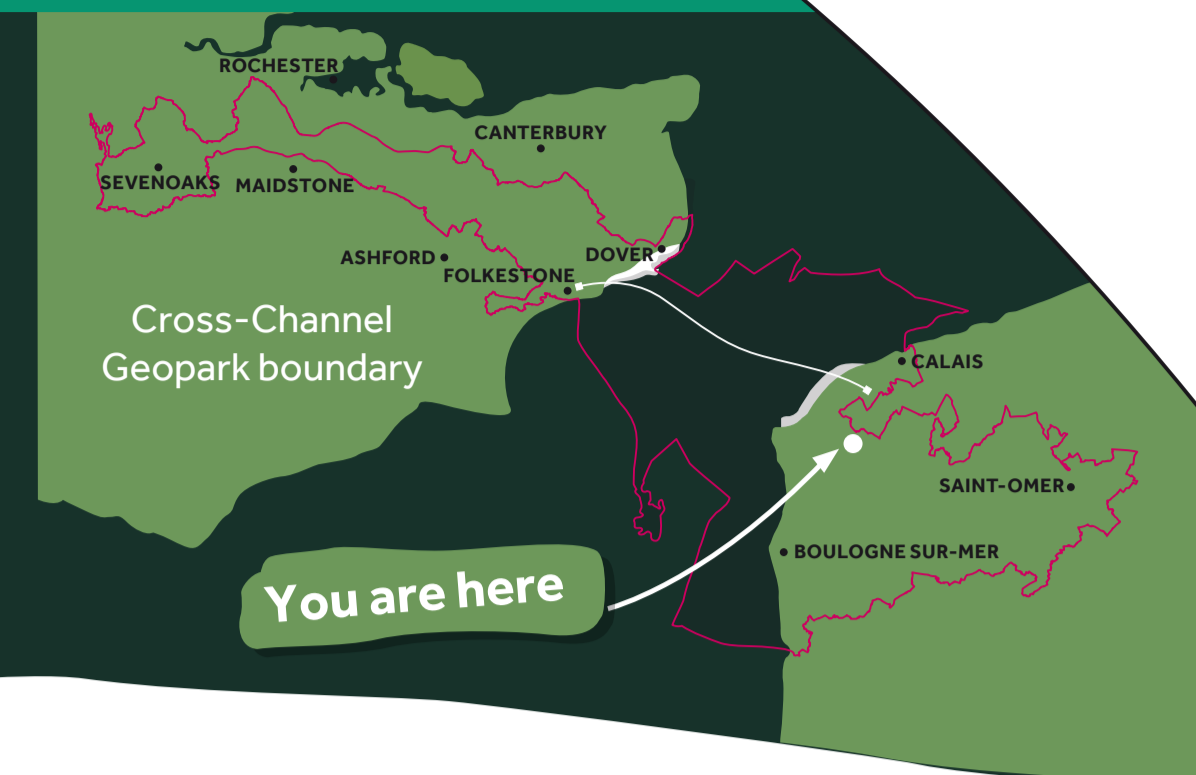 ROCHESTER
CANTERBURY
SEVENOAKS
MAIDSTONE
ASHFORD
DOVER
FOLKESTONE
Cross-Channel
Geopark boundary
CALAIS
SAINT-OMER
BOULOGNE SUR-MER
You are here